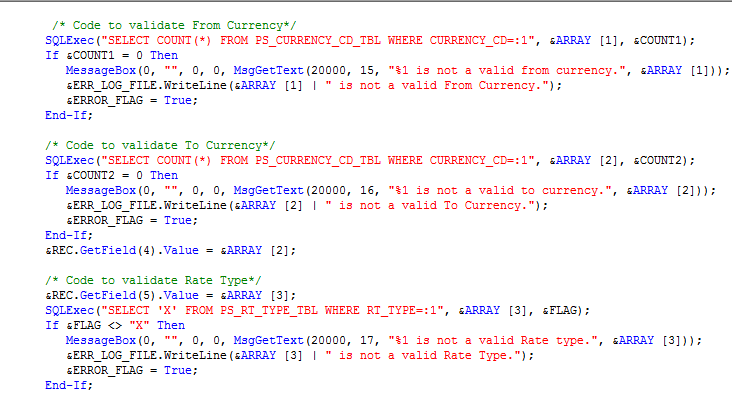 /* Code to validate From Currency*/
SQLExec("SELECT COUNT(*) FROM PS_CURRENCY_CD_TBL WHERE CURRENCY_CD=:1", &ARRAY [1], &COUNT1);
If &COUNT1 = 0 Then
MessageBox(0, "", 0, 0, MsgGetText(20000, 15, "%1 is not a valid from currency.", &ARRAY [1]));
&ERR_LOG_FILE.WriteLine(&ARRAY [1] | " is not a valid From Currency.");
&ERROR_FLAG = True;
End-If;
/* Code to validate To Currency*/
SQLExec("SELECT COUNT(*) FROM PS_CURRENCY_CD_TBL WHERE CURRENCY_CD=:1", &ARRAY [2], &COUNT2);
If &COUNT2 = 0 Then
MessageBox(0, "", 0, 0, MsgGetText(20000, 16, "%1 is not a valid to currency.", &ARRAY [2]));
&ERR_LOG_FILE.WriteLine(&ARRAY [2] | " is not a valid To Currency.");
&ERROR_FLAG = True;
End-If;
&REC.GetField(4).Value = &ARRAY [2];
/* Code to validate Rate Type*/
&REC.GetField(5).Value = &ARRAY [3];
SQLExec("SELECT 'X' FROM PS_RT_TYPE_TBL WHERE RT_TYPE=:1", &ARRAY [3], &FLAG);
If &FLAG <> "X" Then
MessageBox(0, "", 0, 0, MsgGetText(20000, 17, "%1 is not a valid Rate type.", &ARRAY [3]));
&ERR_LOG_FILE.WriteLine(&ARRAY [3] | " is not a valid Rate Type.");
&ERROR_FLAG = True;
End-If;